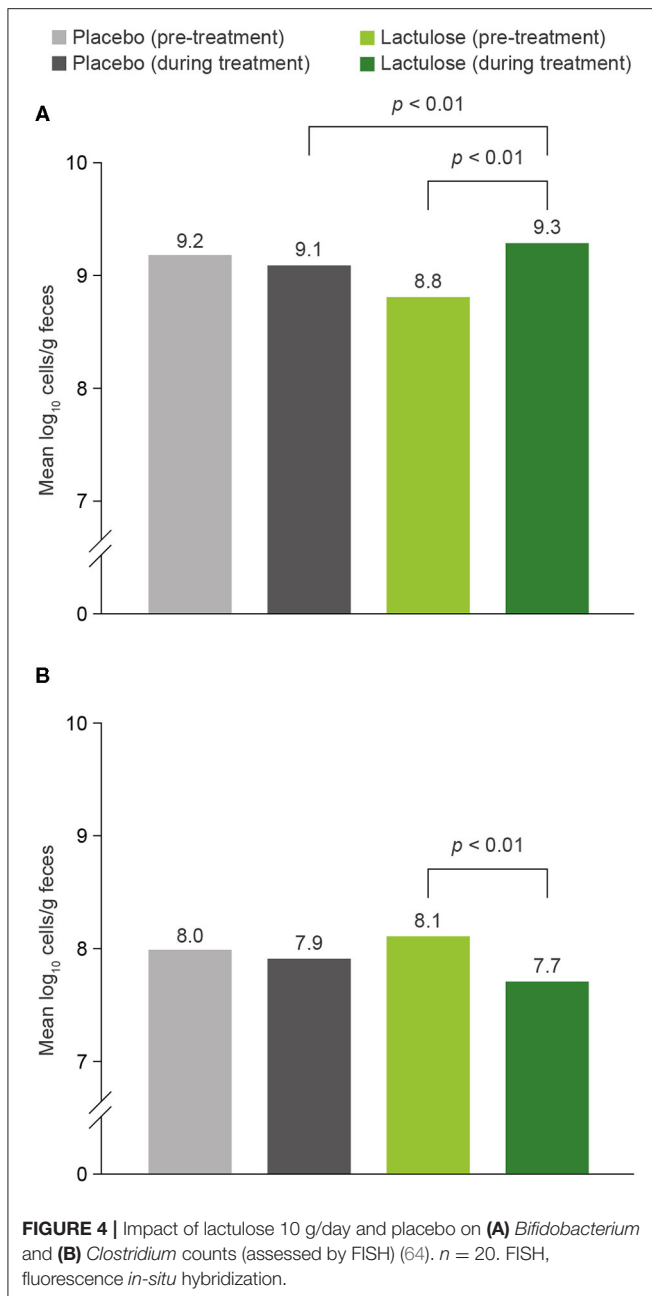 Placebo (pre-treatment) Lactulose (pre-treatment)
Placebo (during treatment) Lactulose (during treatment)
A
p < 0.01
p < 0.01
10
9
8
7
0
Mean log₁₀ cells/g feces
9.2
9.1
8.8
9.3
B
p < 0.01
10
9
8
7
0
Mean log₁₀ cells/g feces
8.0
7.9
8.1
7.7
FIGURE 4 | Impact of lactulose 10 g/day and placebo on (A) Bifidobacterium
and (B) Clostridium counts (assessed by FISH) (64). n = 20. FISH,
fluorescence in-situ hybridization.